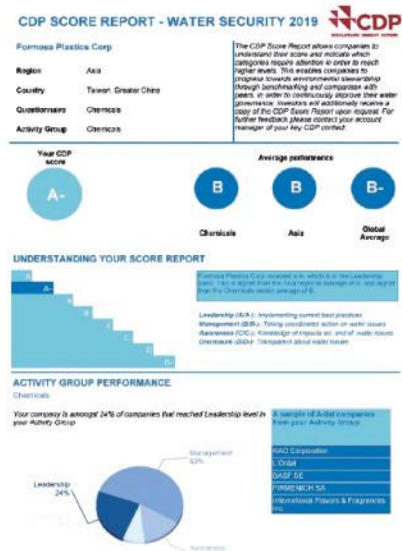 CDP SCORE REPORT - WATER SECURITY 2019
CDP
DISCLOSURE INSIGHT ACTION
Formosa Plastics Corp
Region Asia
Country Taiwan, Greater China
Questionnaire Chemicals
Activity Group Chemicals
The CDP Score Report allows companies to
understand their score and indicate which
categories require attention in order to reach
higher levels. This enables companies to
progress towards environmental stewardship
through benchmarking and comparison with
peers, in order to continuously improve their water
governance. Investors will additionally receive a
copy of the CDP Score Report upon request. For
further feedback please contact your account
manager or your key CDP contact.
Your CDP
score
Average performance
A-
B
B
B-
Chemicals
Asia
Global
Average
UNDERSTANDING YOUR SCORE REPORT
A
A-
B
B-
C
C-
D
D-
Formosa Plastics Corp received a A- which is in the Leadership
band. This is higher than the Asia regional average of B, and higher
than the Chemicals sector average of B.
Leadership (A/A-): Implementing current best practices
Management (B/B-): Taking coordinated action on water issues
Awareness (C/C-): Knowledge of impacts on, and of, water issues
Disclosure (D/D-): Transparent about water issues
ACTIVITY GROUP PERFORMANCE
Chemicals
Your company is amongst 24% of companies that reached Leadership level in
your Activity Group
Management
Leadership
24%
Awareness
A sample of A-list companies
from your Activity Group
KAO Corporation
L'Oréal
BASF SE
FIRMENICH SA
International Flavors & Fragrances
Inc.